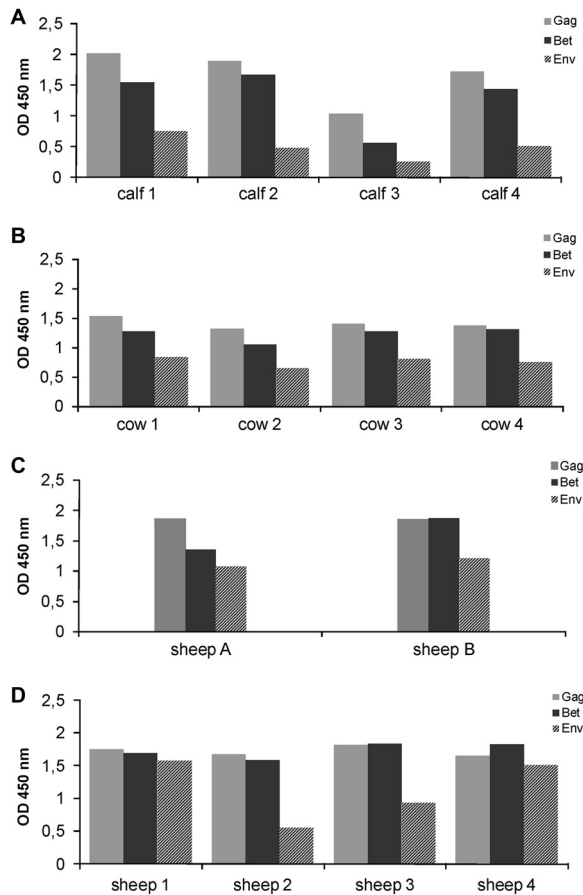 A
2,5
2
1,5
1
0,5
0
OD 450 nm
Gag
Bet
Env
calf 1 calf 2 calf 3 calf 4
B
2,5
2
1,5
1
0,5
0
OD 450 nm
Gag
Bet
Env
cow 1 cow 2 cow 3 cow 4
C
2,5
2
1,5
1
0,5
0
OD 450 nm
Gag
Bet
Env
sheep A sheep B
D
2,5
2
1,5
1
0,5
0
OD 450 nm
Gag
Bet
Env
sheep 1 sheep 2 sheep 3 sheep 4